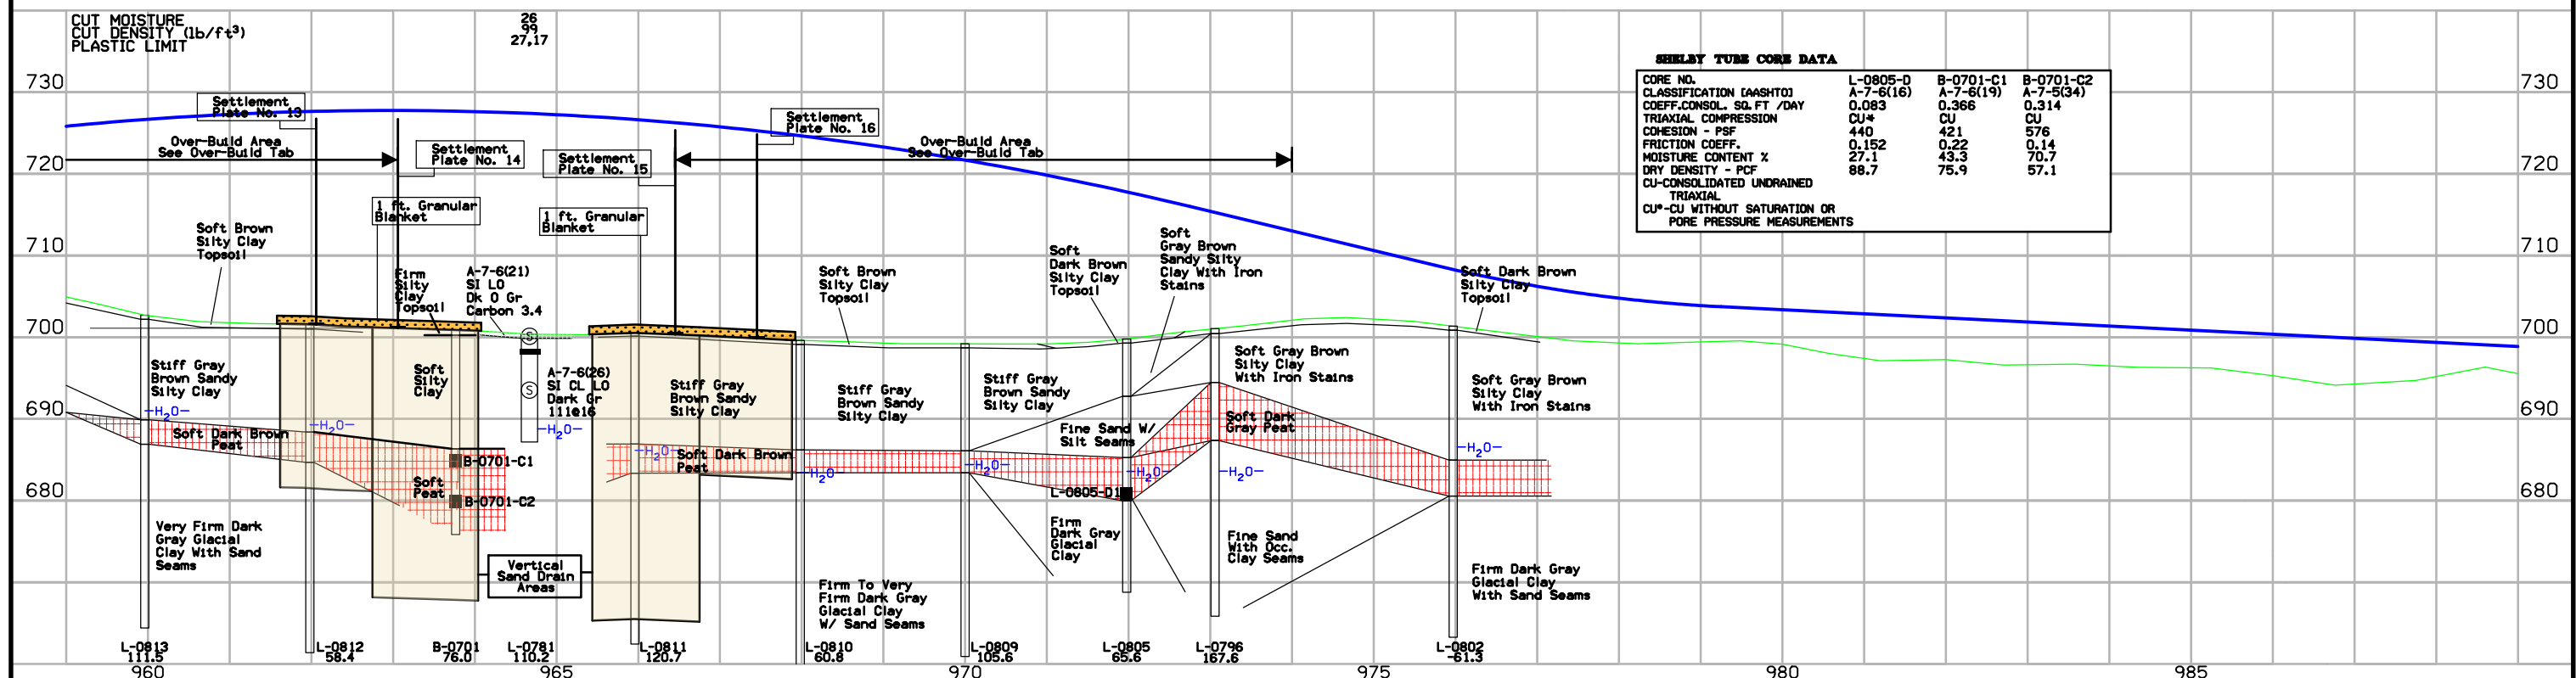 CUT MOISTURE 26
CUT DENSITY (lb/ft³) 99
PLASTIC LIMIT 27,17
SHELBY TUBE CORE DATA
CORE NO. L-0805-D B-0701-C1 B-0701-C2
CLASSIFICATION [AASHTO] A-7-6(16) A-7-6(19) A-7-5(34)
COEFF.CONSOL. SQ.FT /DAY 0.083 0.366 0.314
TRIAXIAL COMPRESSION CU* CU CU
COHESION - PSF 440 421 576
FRICTION COEFF. 0.152 0.22 0.14
MOISTURE CONTENT % 27.1 43.3 70.7
DRY DENSITY - PCF 88.7 75.9 57.1
CU-CONSOLIDATED UNDRAINED
TRIAXIAL
CU*-CU WITHOUT SATURATION OR
PORE PRESSURE MEASUREMENTS
730
730
720
720
710
710
700
700
690
690
680
680
Settlement
Plate No. 13
Over-Build Area
See Over-Build Tab
Settlement
Plate No. 14
Settlement
Plate No. 15
Settlement
Plate No. 16
Over-Build Area
See Over-Build Tab
1 ft. Granular
Blanket
1 ft. Granular
Blanket
Soft Brown
Silty Clay
Topsoil
Firm
Silty
Clay
Topsoil
A-7-6(21)
SI LO
Dk O Gr
Carbon 3.4
Soft Brown
Silty Clay
Topsoil
Soft
Dark Brown
Silty Clay
Topsoil
Soft
Gray Brown
Sandy Silty
Clay With Iron
Stains
Soft Dark Brown
Silty Clay
Topsoil
S
S
Stiff Gray
Brown Sandy
Silty Clay
Soft
Silty
Clay
A-7-6(26)
SI CL LO
Dark Gr
111@16
Stiff Gray
Brown Sandy
Silty Clay
Stiff Gray
Brown Sandy
Silty Clay
Stiff Gray
Brown Sandy
Silty Clay
Soft Gray Brown
Silty Clay
With Iron Stains
Soft Gray Brown
Silty Clay
With Iron Stains
H₂O
H₂O
H₂O
H₂O
H₂O
H₂O
H₂O
H₂O
H₂O
Soft Dark Brown
Peat
B-0701-C1
Soft
Peat
B-0701-C2
Soft Dark Brown
Peat
Fine Sand W/
Silt Seams
Soft Dark
Gray Peat
L-0805-D1
Very Firm Dark
Gray Glacial
Clay With Sand
Seams
Vertical
Sand Drain
Areas
Firm To Very
Firm Dark Gray
Glacial Clay
W/ Sand Seams
Firm
Dark Gray
Glacial
Clay
Fine Sand
With Occ.
Clay Seams
Firm Dark Gray
Glacial Clay
With Sand Seams
L-0813
111.5
L-0812
58.4
B-0701
76.0
L-0781
110.2
L-0811
120.7
L-0810
60.8
L-0809
105.6
L-0805
65.6
L-0796
167.6
L-0802
-61.3
960 965 970 975 980 985